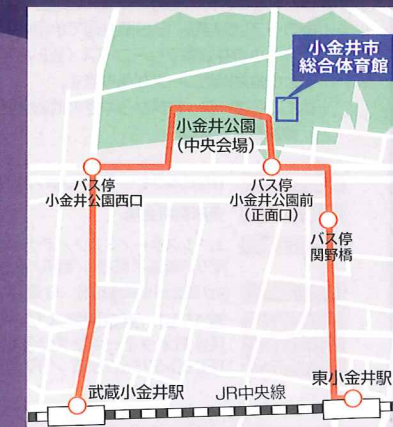 小金井市
総合体育館
小金井公園
（中央会場）
バス停
小金井公園西口
バス停
小金井公園前
（正面口）
バス停
関野橋
武蔵小金井駅
JR中央線
東小金井駅